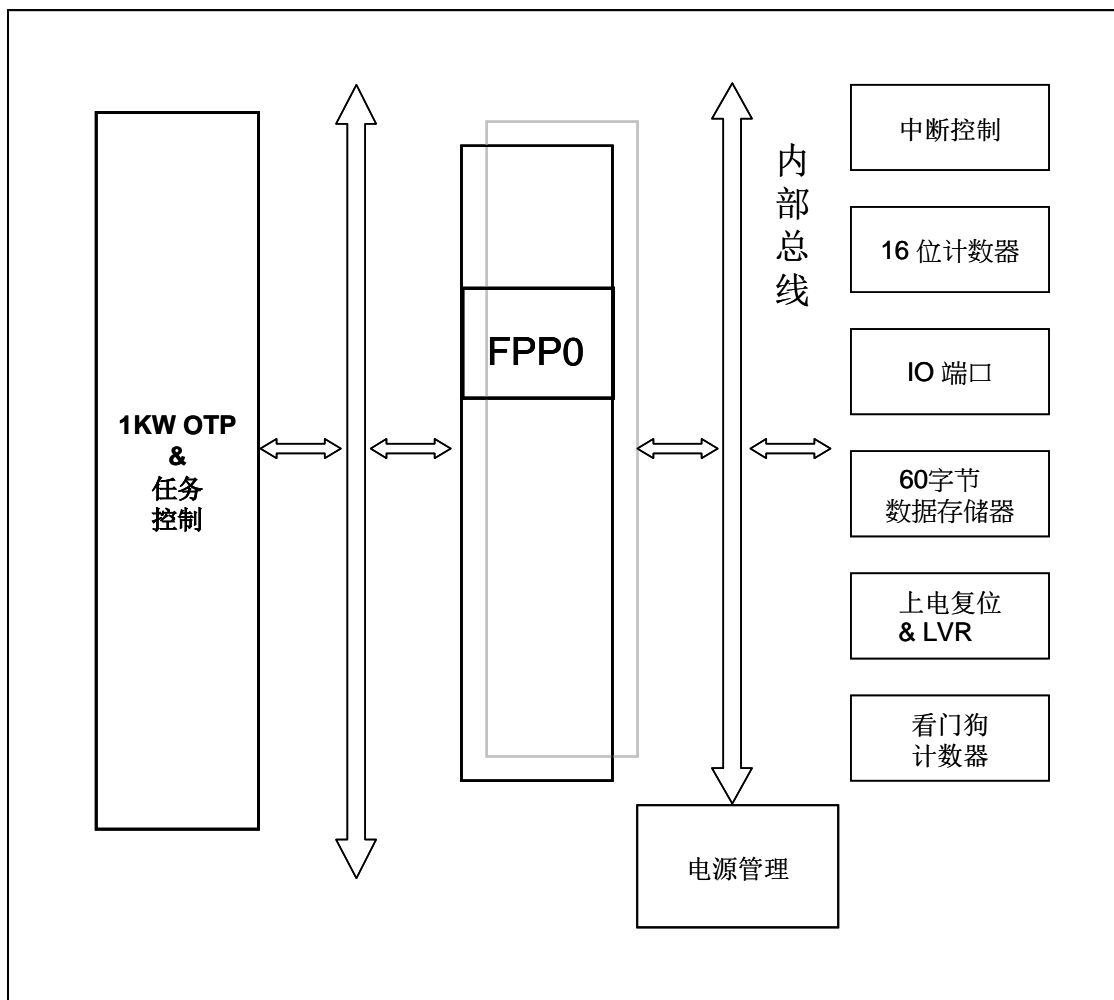 1KW OTP
&
任务
控制
FPP0
内
部
总
线
中断控制
16 位计数器
IO 端口
60字节
数据存储器
上电复位
& LVR
看门狗
计数器
电源管理